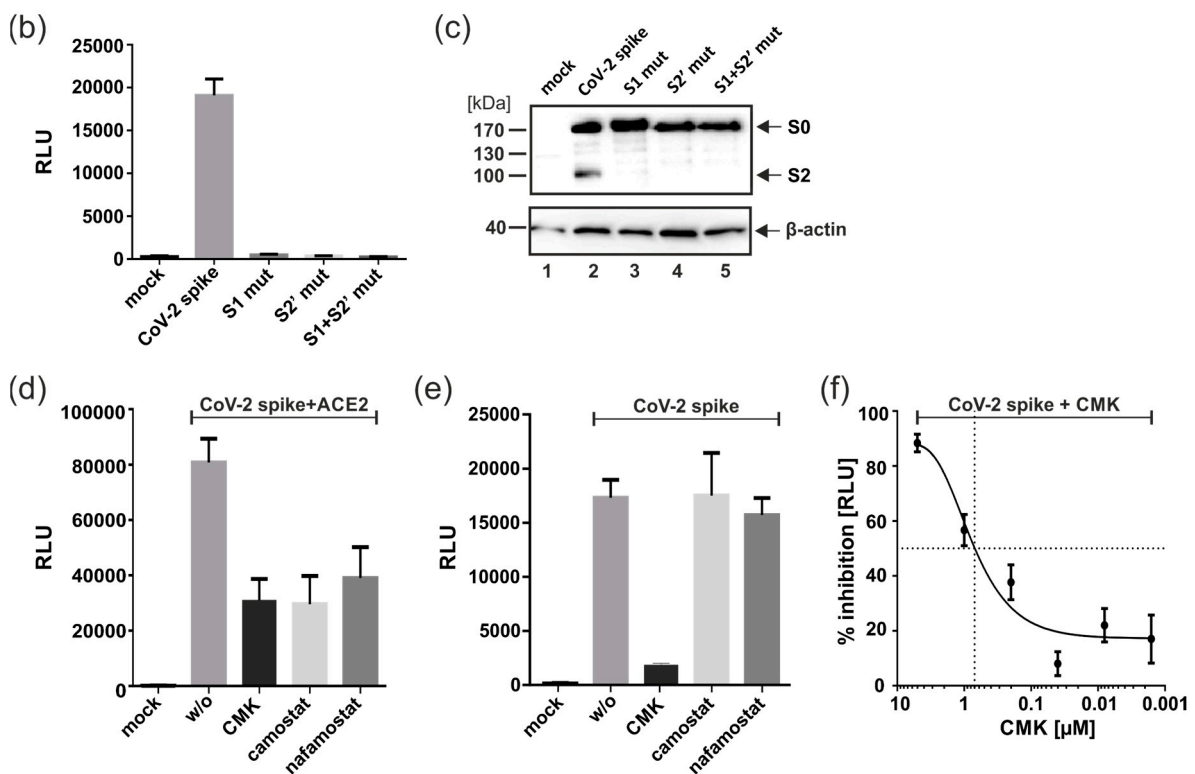 (b)
25000
20000
15000
10000
5000
0
RLU
mock
CoV-2 spike
S1 mut
S2' mut
S1+S2' mut
(c)
mock
CoV-2 spike
S1 mut
S2' mut
S1+S2' mut
[kDa]
170
130
100
40
S0
S2
β-actin
1 2 3 4 5
(d)
CoV-2 spike+ACE2
100000
80000
60000
40000
20000
0
RLU
mock
w/o
CMK
camostat
nafamostat
(e)
CoV-2 spike
25000
20000
15000
10000
5000
0
RLU
mock
w/o
CMK
camostat
nafamostat
(f)
CoV-2 spike + CMK
100
80
60
40
20
0
% inhibition [RLU]
10 1 0.1 0.01 0.001
CMK [µM]